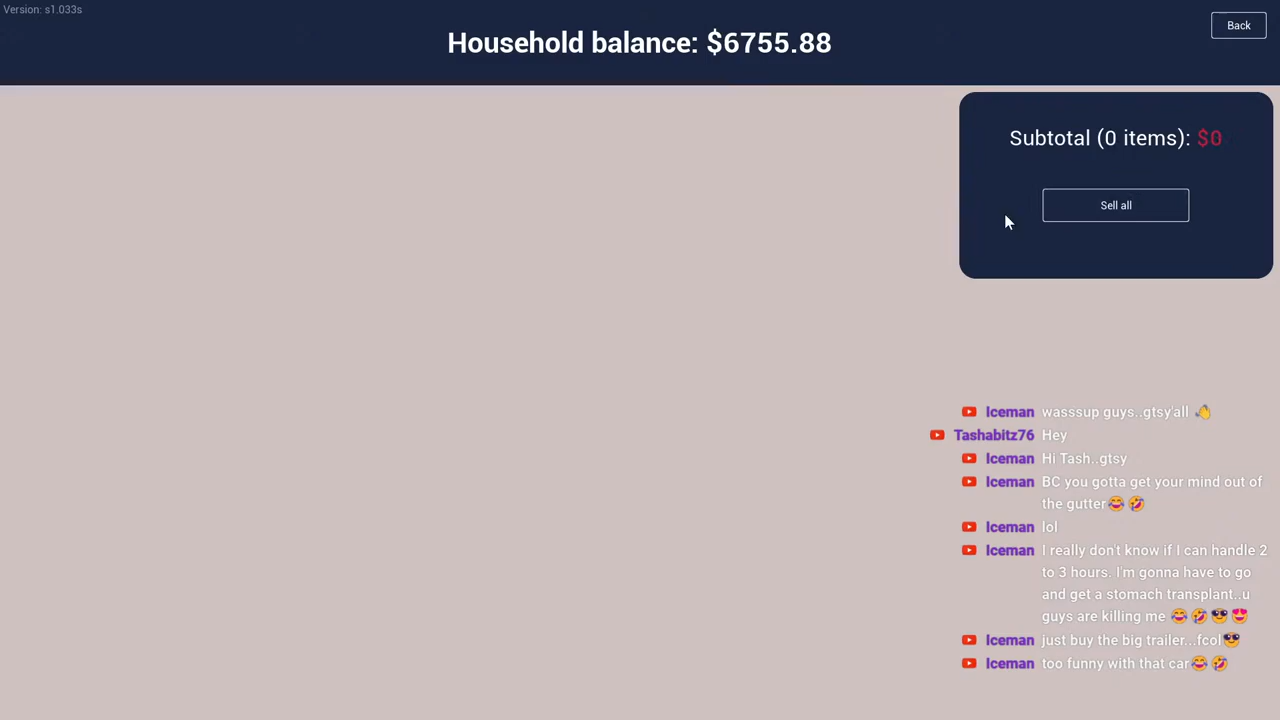 Version: s1.033s
Household balance: $6755.88
Back
Subtotal (0 items): $0
Sell all
Iceman wasssup guys..gtsy'all 👋
Tashabitz76 Hey
Iceman Hi Tash..gtsy
Iceman BC you gotta get your mind out of
the gutter😂🤣
Iceman lol
Iceman I really don't know if I can handle 2
to 3 hours. I'm gonna have to go
and get a stomach transplant..u
guys are killing me 😂🤣😎😍
Iceman just buy the big trailer...fcol😎
Iceman too funny with that car😂🤣